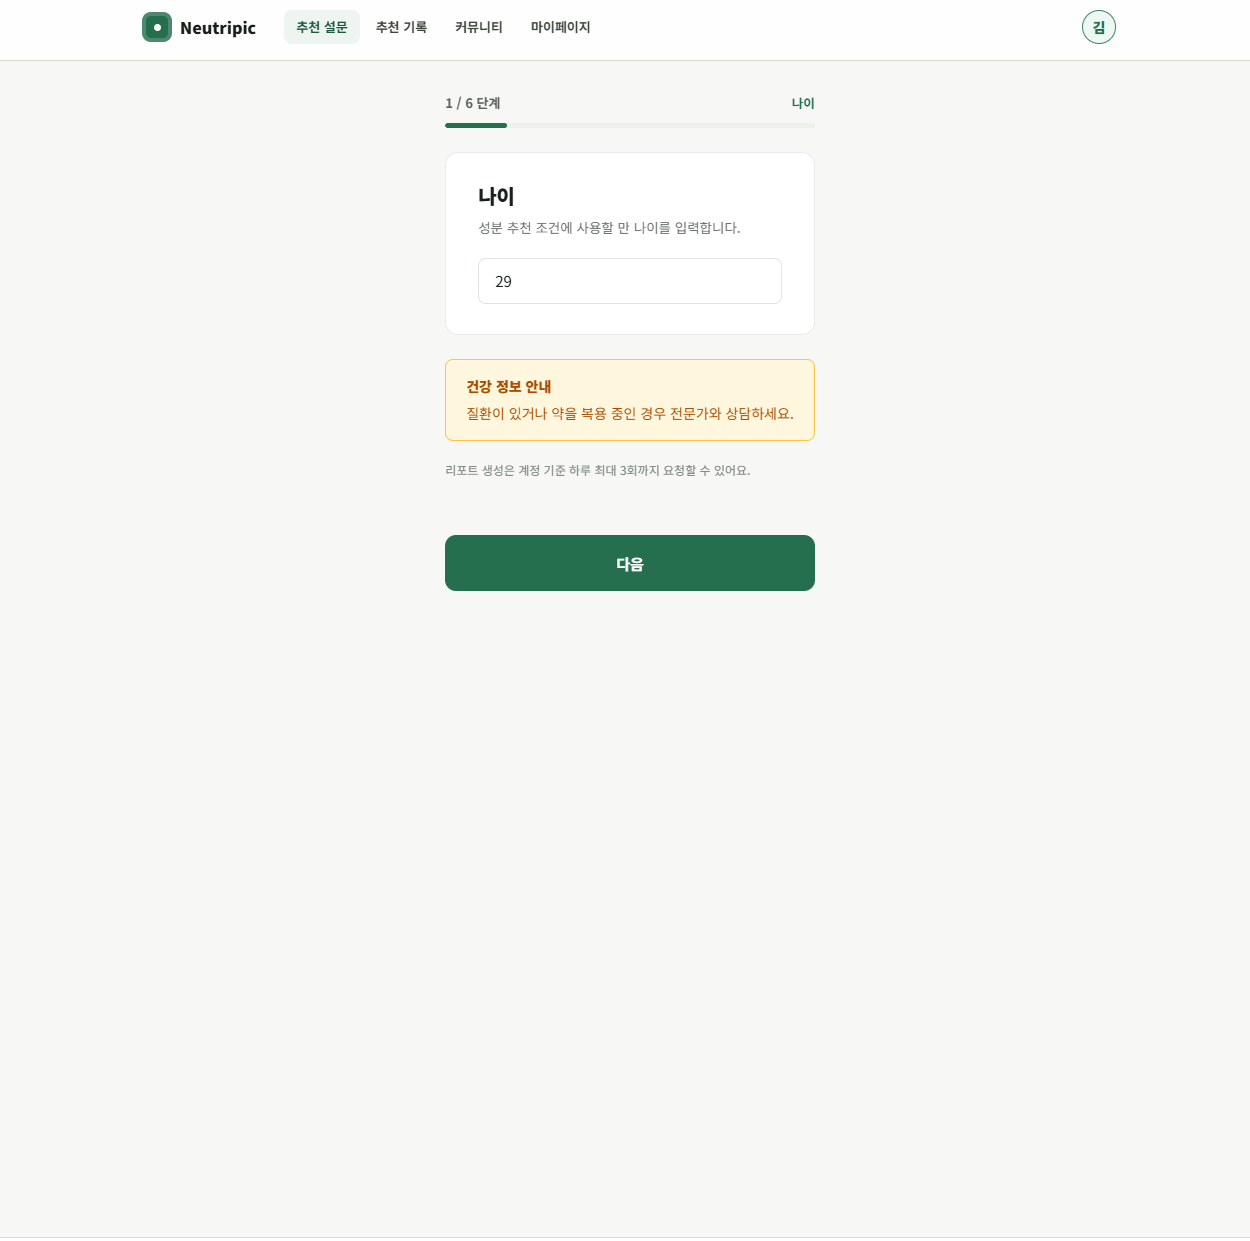 Neutripic
추천 설문
추천 기록
커뮤니티
마이페이지
김
1 / 6 단계
나이
나이
성분 추천 조건에 사용할 만 나이를 입력합니다.
29
건강 정보 안내
질환이 있거나 약을 복용 중인 경우 전문가와 상담하세요.
리포트 생성은 계정 기준 하루 최대 3회까지 요청할 수 있어요.
다음